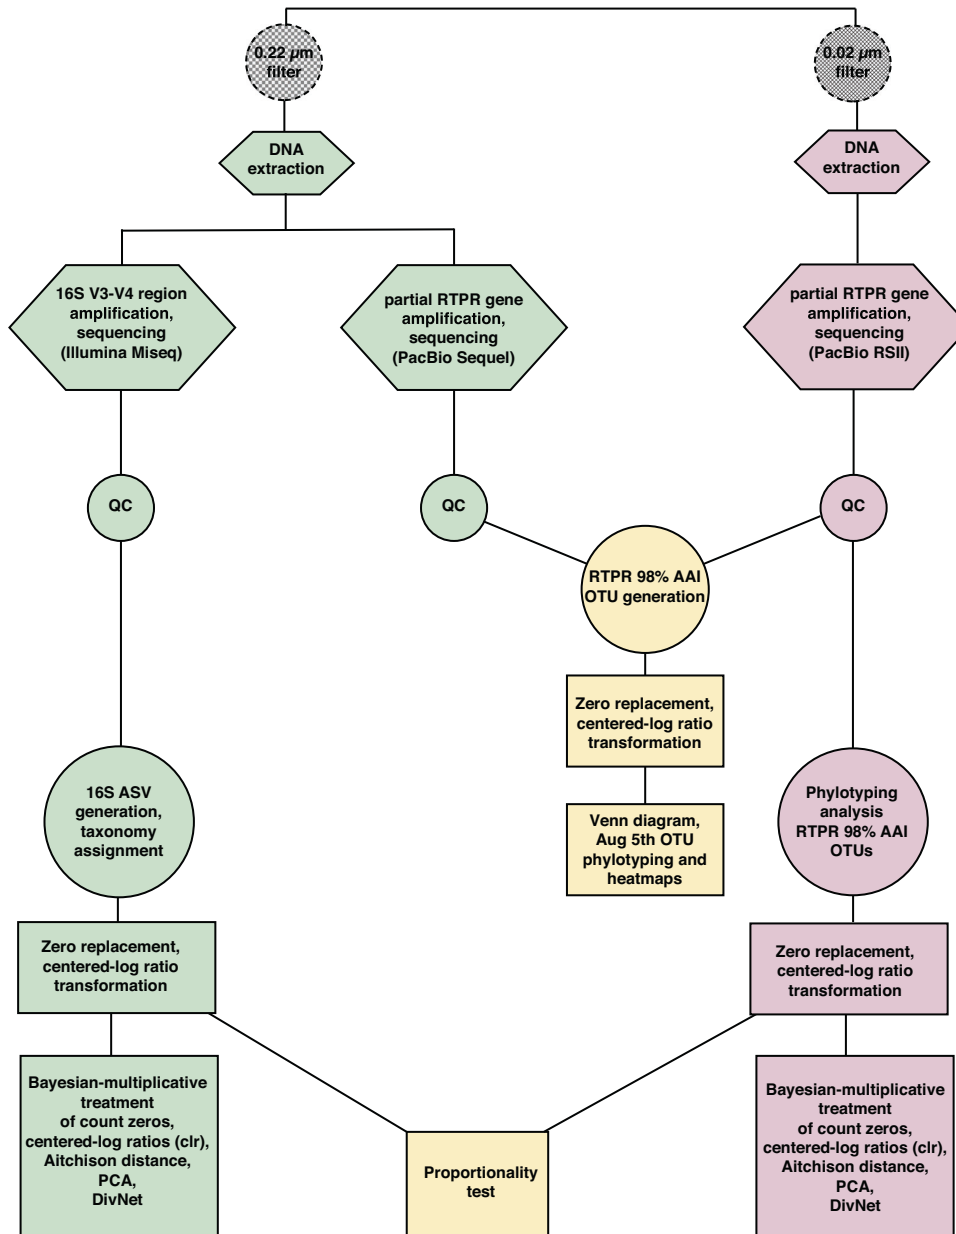 0.22 µm
filter
0.02 µm
filter
DNA
extraction
DNA
extraction
16S V3-V4 region
amplification,
sequencing
(Illumina Miseq)
partial RTPR gene
amplification,
sequencing
(PacBio Sequel)
partial RTPR gene
amplification,
sequencing
(PacBio RSII)
QC
QC
QC
RTPR 98% AAI
OTU generation
Zero replacement,
centered-log ratio
transformation
16S ASV
generation,
taxonomy
assignment
Venn diagram,
Aug 5th OTU
phylotyping and
heatmaps
Phylotyping
analysis
RTPR 98% AAI
OTUs
Zero replacement,
centered-log ratio
transformation
Zero replacement,
centered-log ratio
transformation
Bayesian-multiplicative
treatment
of count zeros,
centered-log ratios (clr),
Aitchison distance,
PCA,
DivNet
Proportionality
test
Bayesian-multiplicative
treatment
of count zeros,
centered-log ratios (clr),
Aitchison distance,
PCA,
DivNet